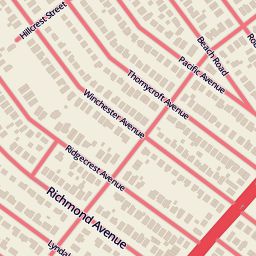 Hillcrest Street
Beach Road
Pacific Avenue
Thornycroft Avenue
Winchester Avenue
Ridgecrest Avenue
Richmond Avenue